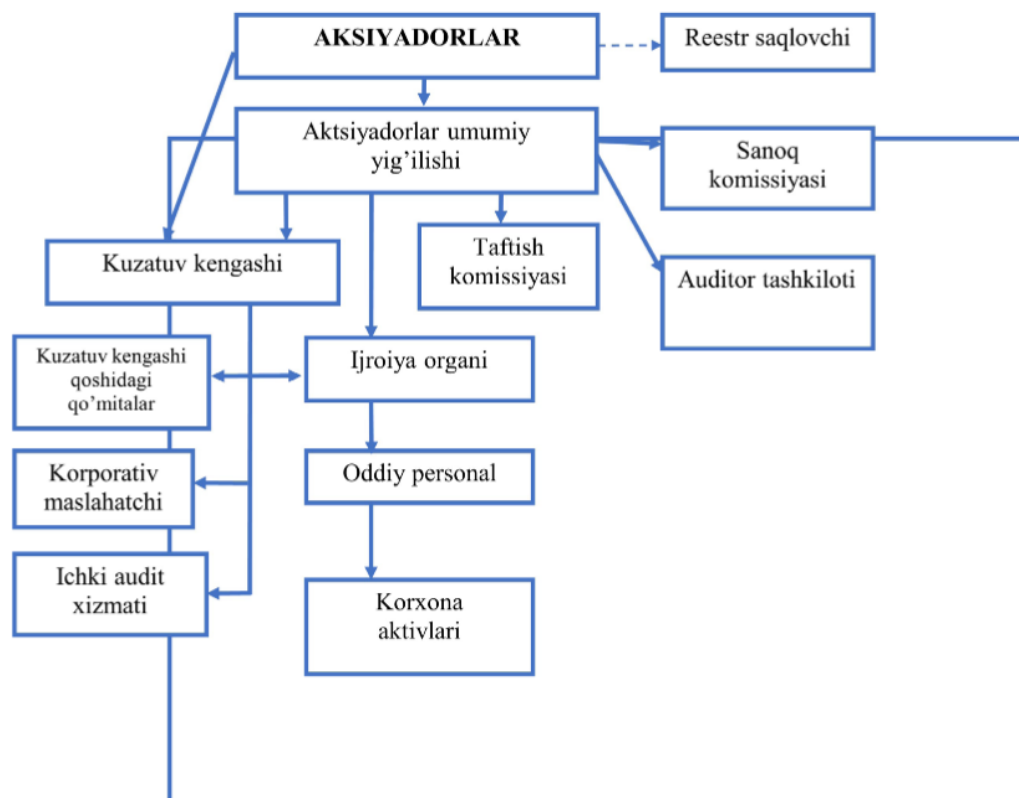 AKSIYADORLAR
Reestr saqlovchi
Aktsiyadorlar umumiy
yig’ilishi
Sanoq
komissiyasi
Kuzatuv kengashi
Taftish
komissiyasi
Auditor tashkiloti
Kuzatuv kengashi
qoshidagi
qo’mitalar
Ijroiya organi
Korporativ
maslahatchi
Oddiy personal
Ichki audit
xizmati
Korxona
aktivlari